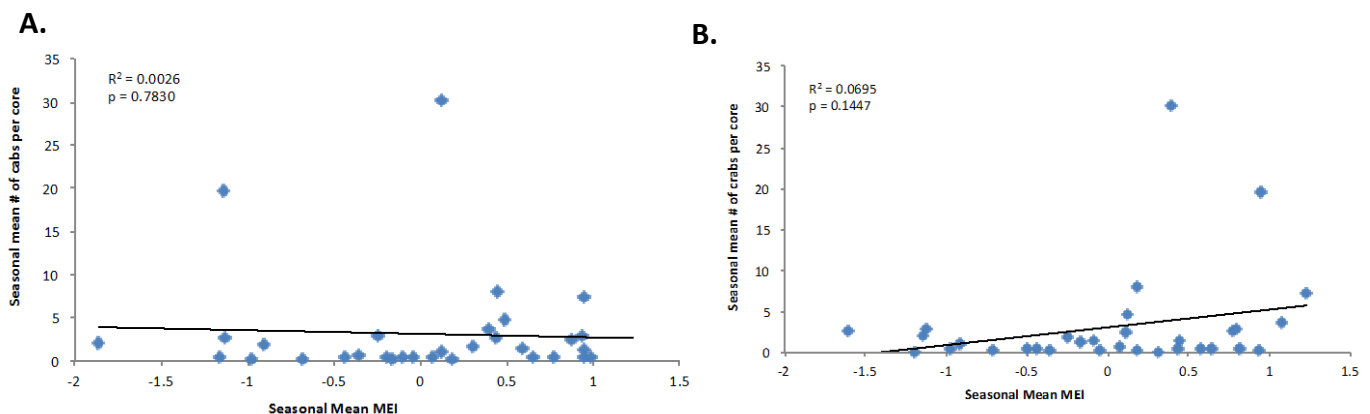 A.
35
30
25
20
15
10
5
0
R² = 0.0026
p = 0.7830
Seasonal mean # of cabs per core
-2 -1.5 -1 -0.5 0 0.5 1 1.5
Seasonal Mean MEI
B.
35
30
25
20
15
10
5
0
R² = 0.0695
p = 0.1447
Seasonal mean # of crabs per core
-2 -1.5 -1 -0.5 0 0.5 1 1.5
Seasonal Mean MEI